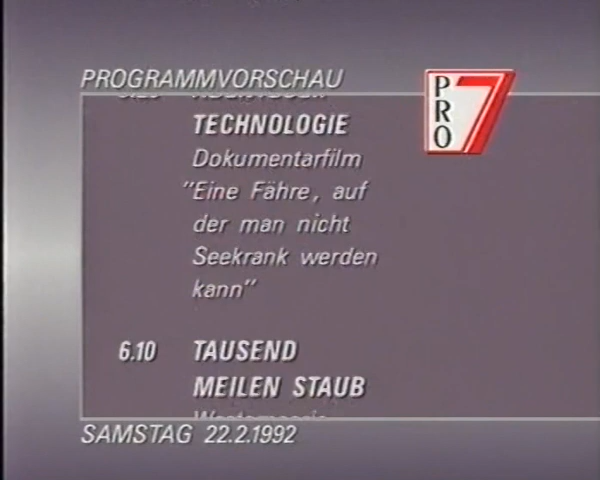 PROGRAMMVORSCHAU
PRO 7
TECHNOLOGIE
Dokumentarfilm
"Eine Fähre, auf
der man nicht
Seekrank werden
kann"
6.10 TAUSEND
MEILEN STAUB
SAMSTAG 22.2.1992